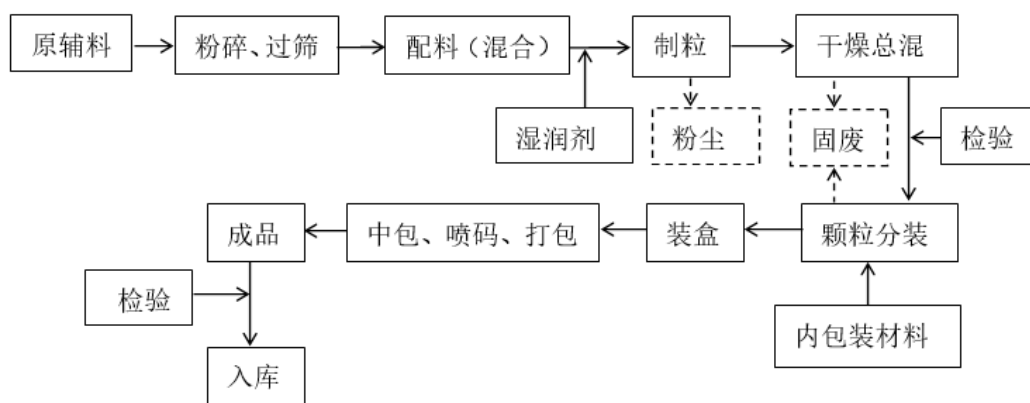 原辅料
粉碎、过筛
配料（混合）
制粒
干燥总混
湿润剂
粉尘
固废
检验
成品
中包、喷码、打包
装盒
颗粒分装
检验
内包装材料
入库